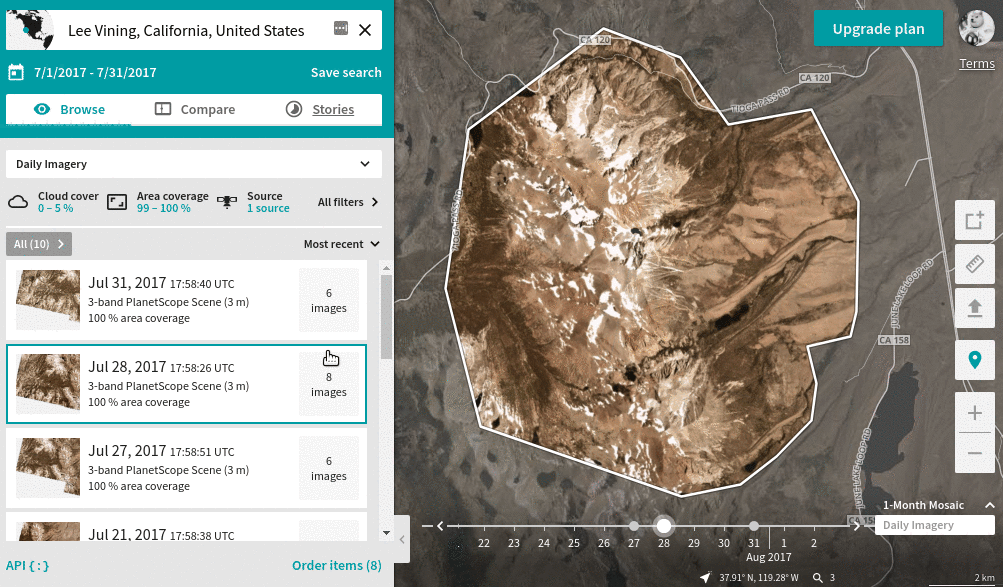 Lee Vining, California, United States
7/1/2017 - 7/31/2017
Save search
Browse
Compare
Stories
Daily Imagery
Cloud cover
0 – 5 %
Area coverage
99 – 100 %
Source
1 source
All filters
All (10)
Most recent
Jul 31, 2017 17:58:40 UTC
3-band PlanetScope Scene (3 m)
100 % area coverage
6
images
Jul 28, 2017 17:58:26 UTC
3-band PlanetScope Scene (3 m)
100 % area coverage
8
images
Jul 27, 2017 17:58:51 UTC
3-band PlanetScope Scene (3 m)
100 % area coverage
6
images
Jul 21, 2017 17:58:38 UTC
API {:}
Order items (8)
Upgrade plan
Terms
CA 120
CA 120
TIOGA PASS RD
TIOGA PASS RD
JUNE LAKE LOOP RD
CA 158
JUNE LAKE LOOP RD
1-Month Mosaic
Daily Imagery
22 23 24 25 26 27 28 29 30 31 1 2
Aug 2017
37.91° N, 119.28° W
3
2 km